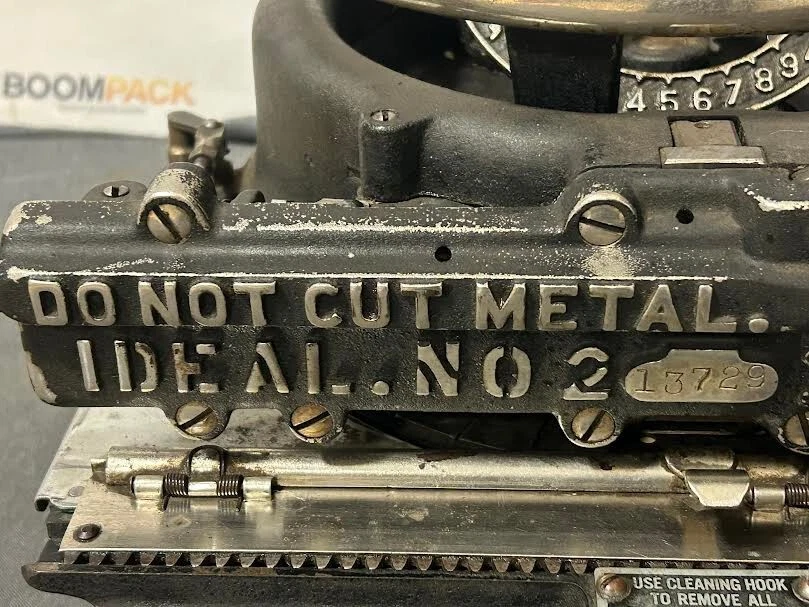 BOOMPACK
456789
DO NOT CUT METAL.
IDEAL. NO 2 13729
USE CLEANING HOOK
TO REMOVE ALL